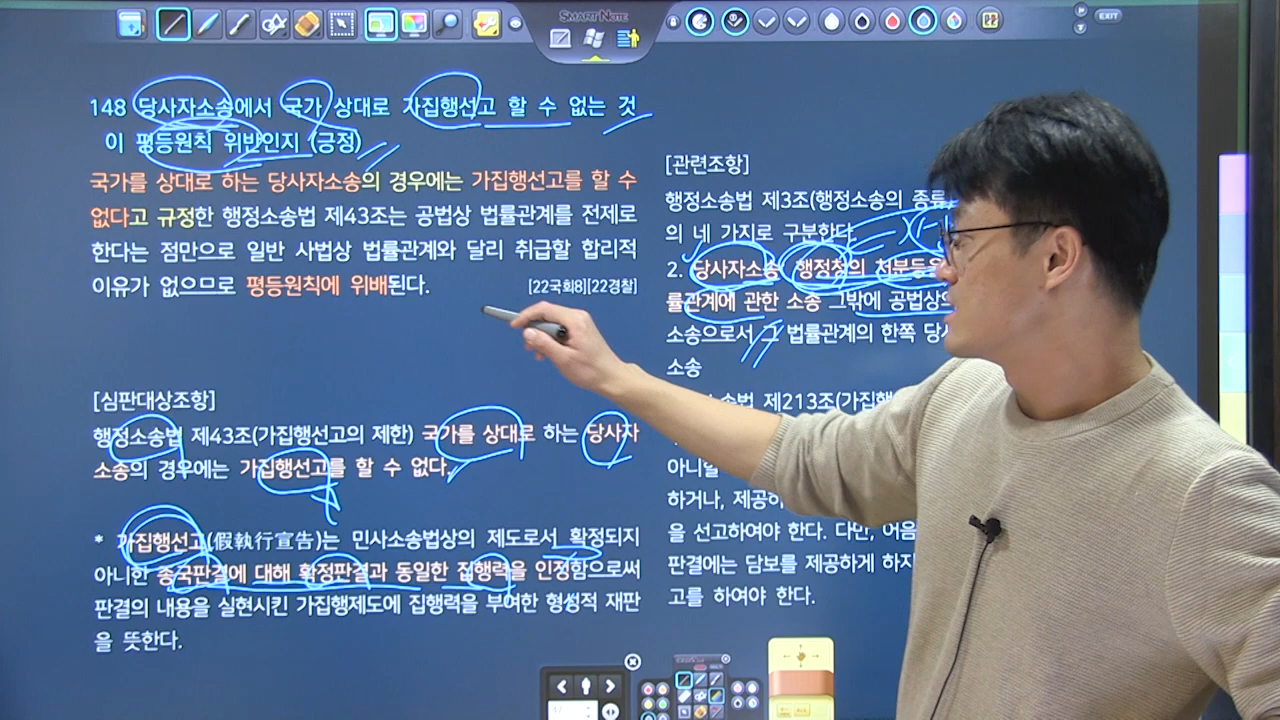 SMARTNOTE
EXIT
148 당사자소송에서 국가 상대로 가집행선고 할 수 없는 것
이 평등원칙 위반인지 (긍정)
국가를 상대로 하는 당사자소송의 경우에는 가집행선고를 할 수
없다고 규정한 행정소송법 제43조는 공법상 법률관계를 전제로
한다는 점만으로 일반 사법상 법률관계와 달리 취급할 합리적
이유가 없으므로 평등원칙에 위배된다. [22국회8][22경찰]
[심판대상조항]
행정소송법 제43조(가집행선고의 제한) 국가를 상대로 하는 당사자
소송의 경우에는 가집행선고를 할 수 없다.
* 가집행선고(假執行宣告)는 민사소송법상의 제도로서 확정되지
아니한 종국판결에 대해 확정판결과 동일한 집행력을 인정함으로써
판결의 내용을 실현시킨 가집행제도에 집행력을 부여한 형성적 재판
을 뜻한다.
[관련조항]
행정소송법 제3조(행정소송의 종류
의 네 가지로 구분한다.
2. 당사자소송 행정청의 처분등을
률관계에 관한 소송 그밖에 공법상의
소송으로서 그 법률관계의 한쪽 당사
소송
제213조(가집행
아니할
하거나, 제공하
을 선고하여야 한다. 다만, 어음
판결에는 담보를 제공하게 하지
고를 하여야 한다.